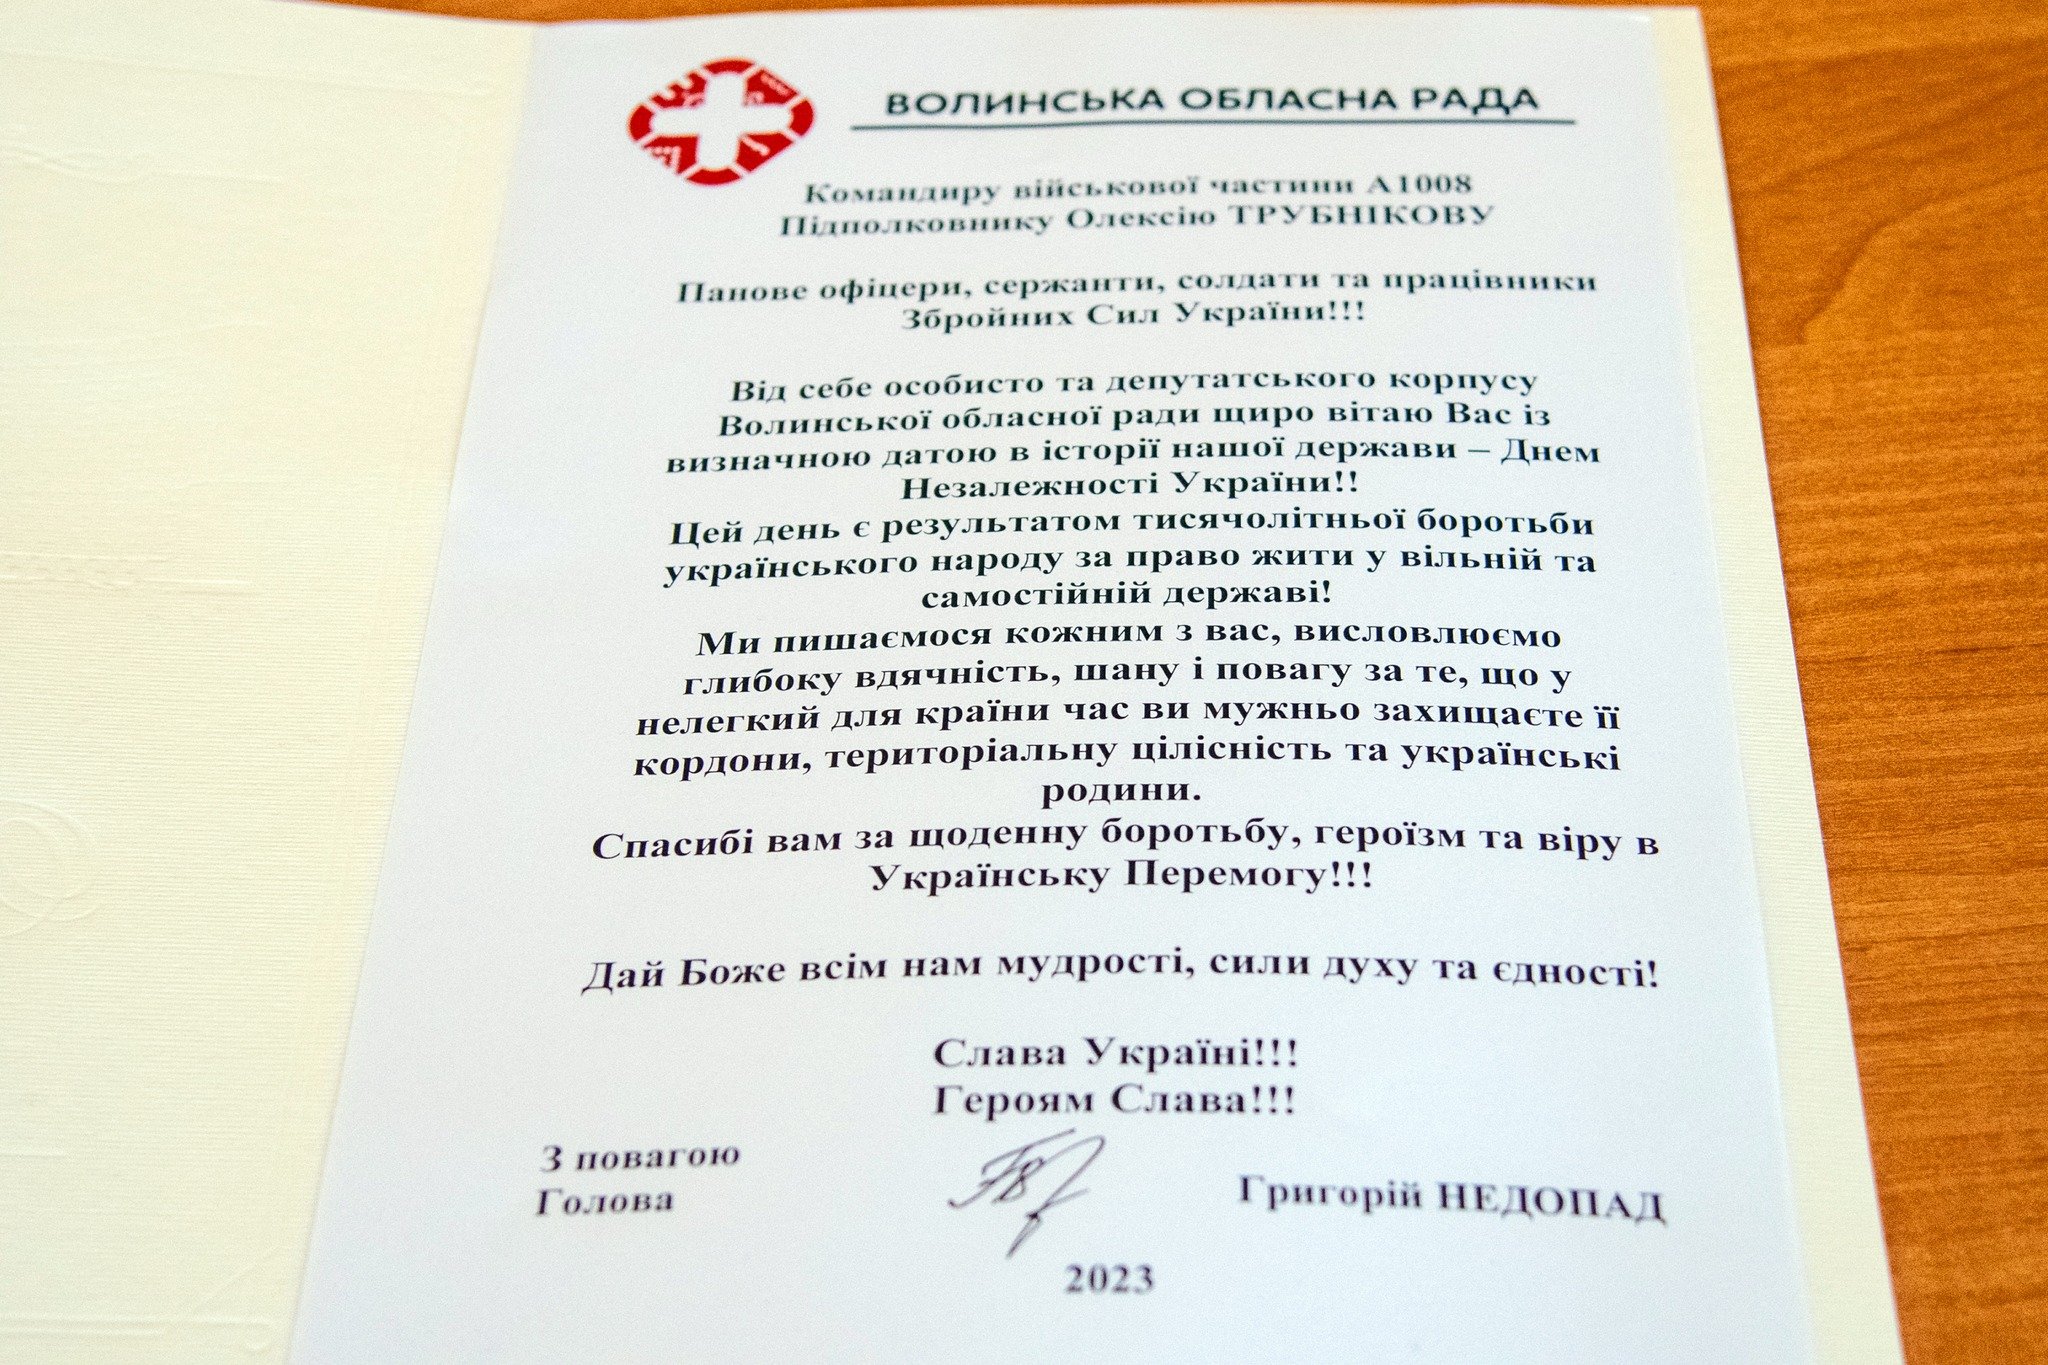 ВОЛИНСЬКА ОБЛАСНА РАДА
Командиру військової частини А1008
Підполковнику Олексію ТРУБНІКОВУ
Панове офіцери, сержанти, солдати та працівники
Збройних Сил України!!!
Від себе особисто та депутатського корпусу
Волинської обласної ради щиро вітаю Вас із
визначною датою в історії нашої держави – Днем
Незалежності України!!
Цей день є результатом тисячолітньої боротьби
українського народу за право жити у вільній та
самостійній державі!
Ми пишаємося кожним з вас, висловлюємо
глибоку вдячність, шану і повагу за те, що у
нелегкий для країни час ви мужньо захищаєте її
кордони, територіальну цілісність та українські
родини.
Спасибі вам за щоденну боротьбу, героїзм та віру в
Українську Перемогу!!!
Дай Боже всім нам мудрості, сили духу та єдності!
Слава Україні!!!
Героям Слава!!!
З повагою
Голова
Григорій НЕДОПАД
2023